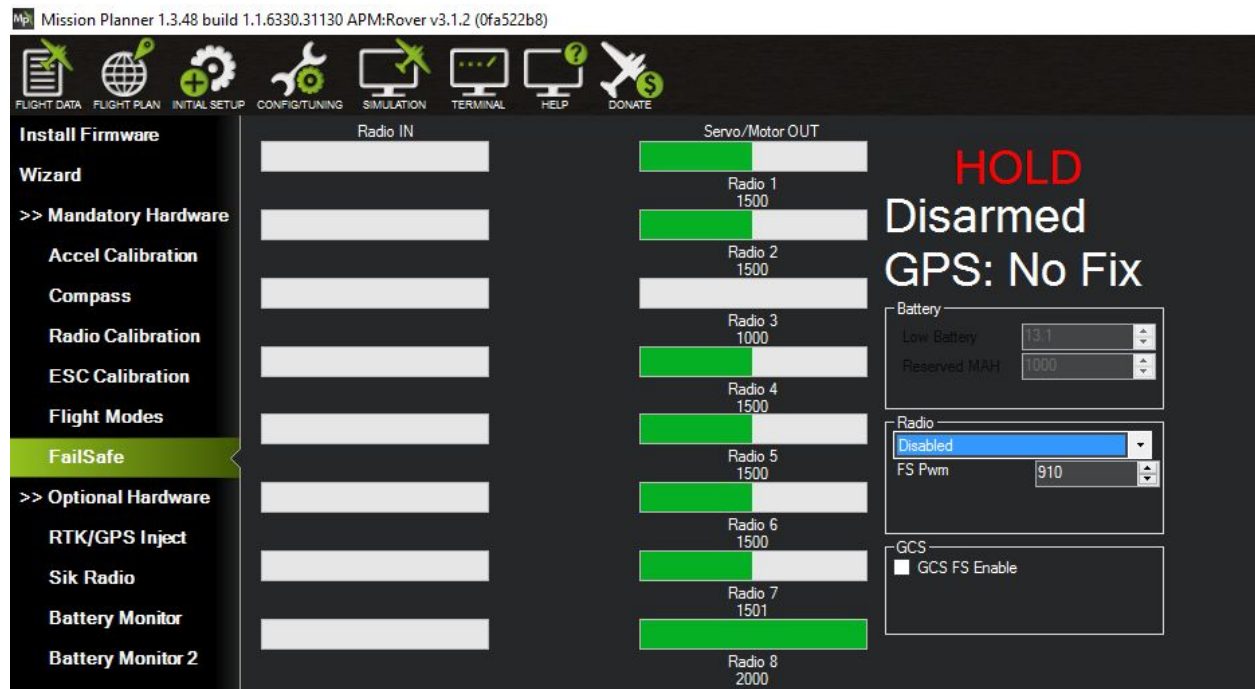 Mission Planner 1.3.48 build 1.1.6330.31130 APM:Rover v3.1.2 (0fa522b8)
FLIGHT DATA FLIGHT PLAN INITIAL SETUP CONFIG/TUNING SIMULATION TERMINAL HELP DONATE
Install Firmware
Wizard
>> Mandatory Hardware
Accel Calibration
Compass
Radio Calibration
ESC Calibration
Flight Modes
FailSafe
>> Optional Hardware
RTK/GPS Inject
Sik Radio
Battery Monitor
Battery Monitor 2
Radio IN
Servo/Motor OUT
Radio 1
1500
Radio 2
1500
Radio 3
1000
Radio 4
1500
Radio 5
1500
Radio 6
1500
Radio 7
1501
Radio 8
2000
HOLD
Disarmed
GPS: No Fix
Battery
Low Battery 13.1
Reserved MAH 1000
Radio
Disabled
FS Pwm 910
GCS
GCS FS Enable